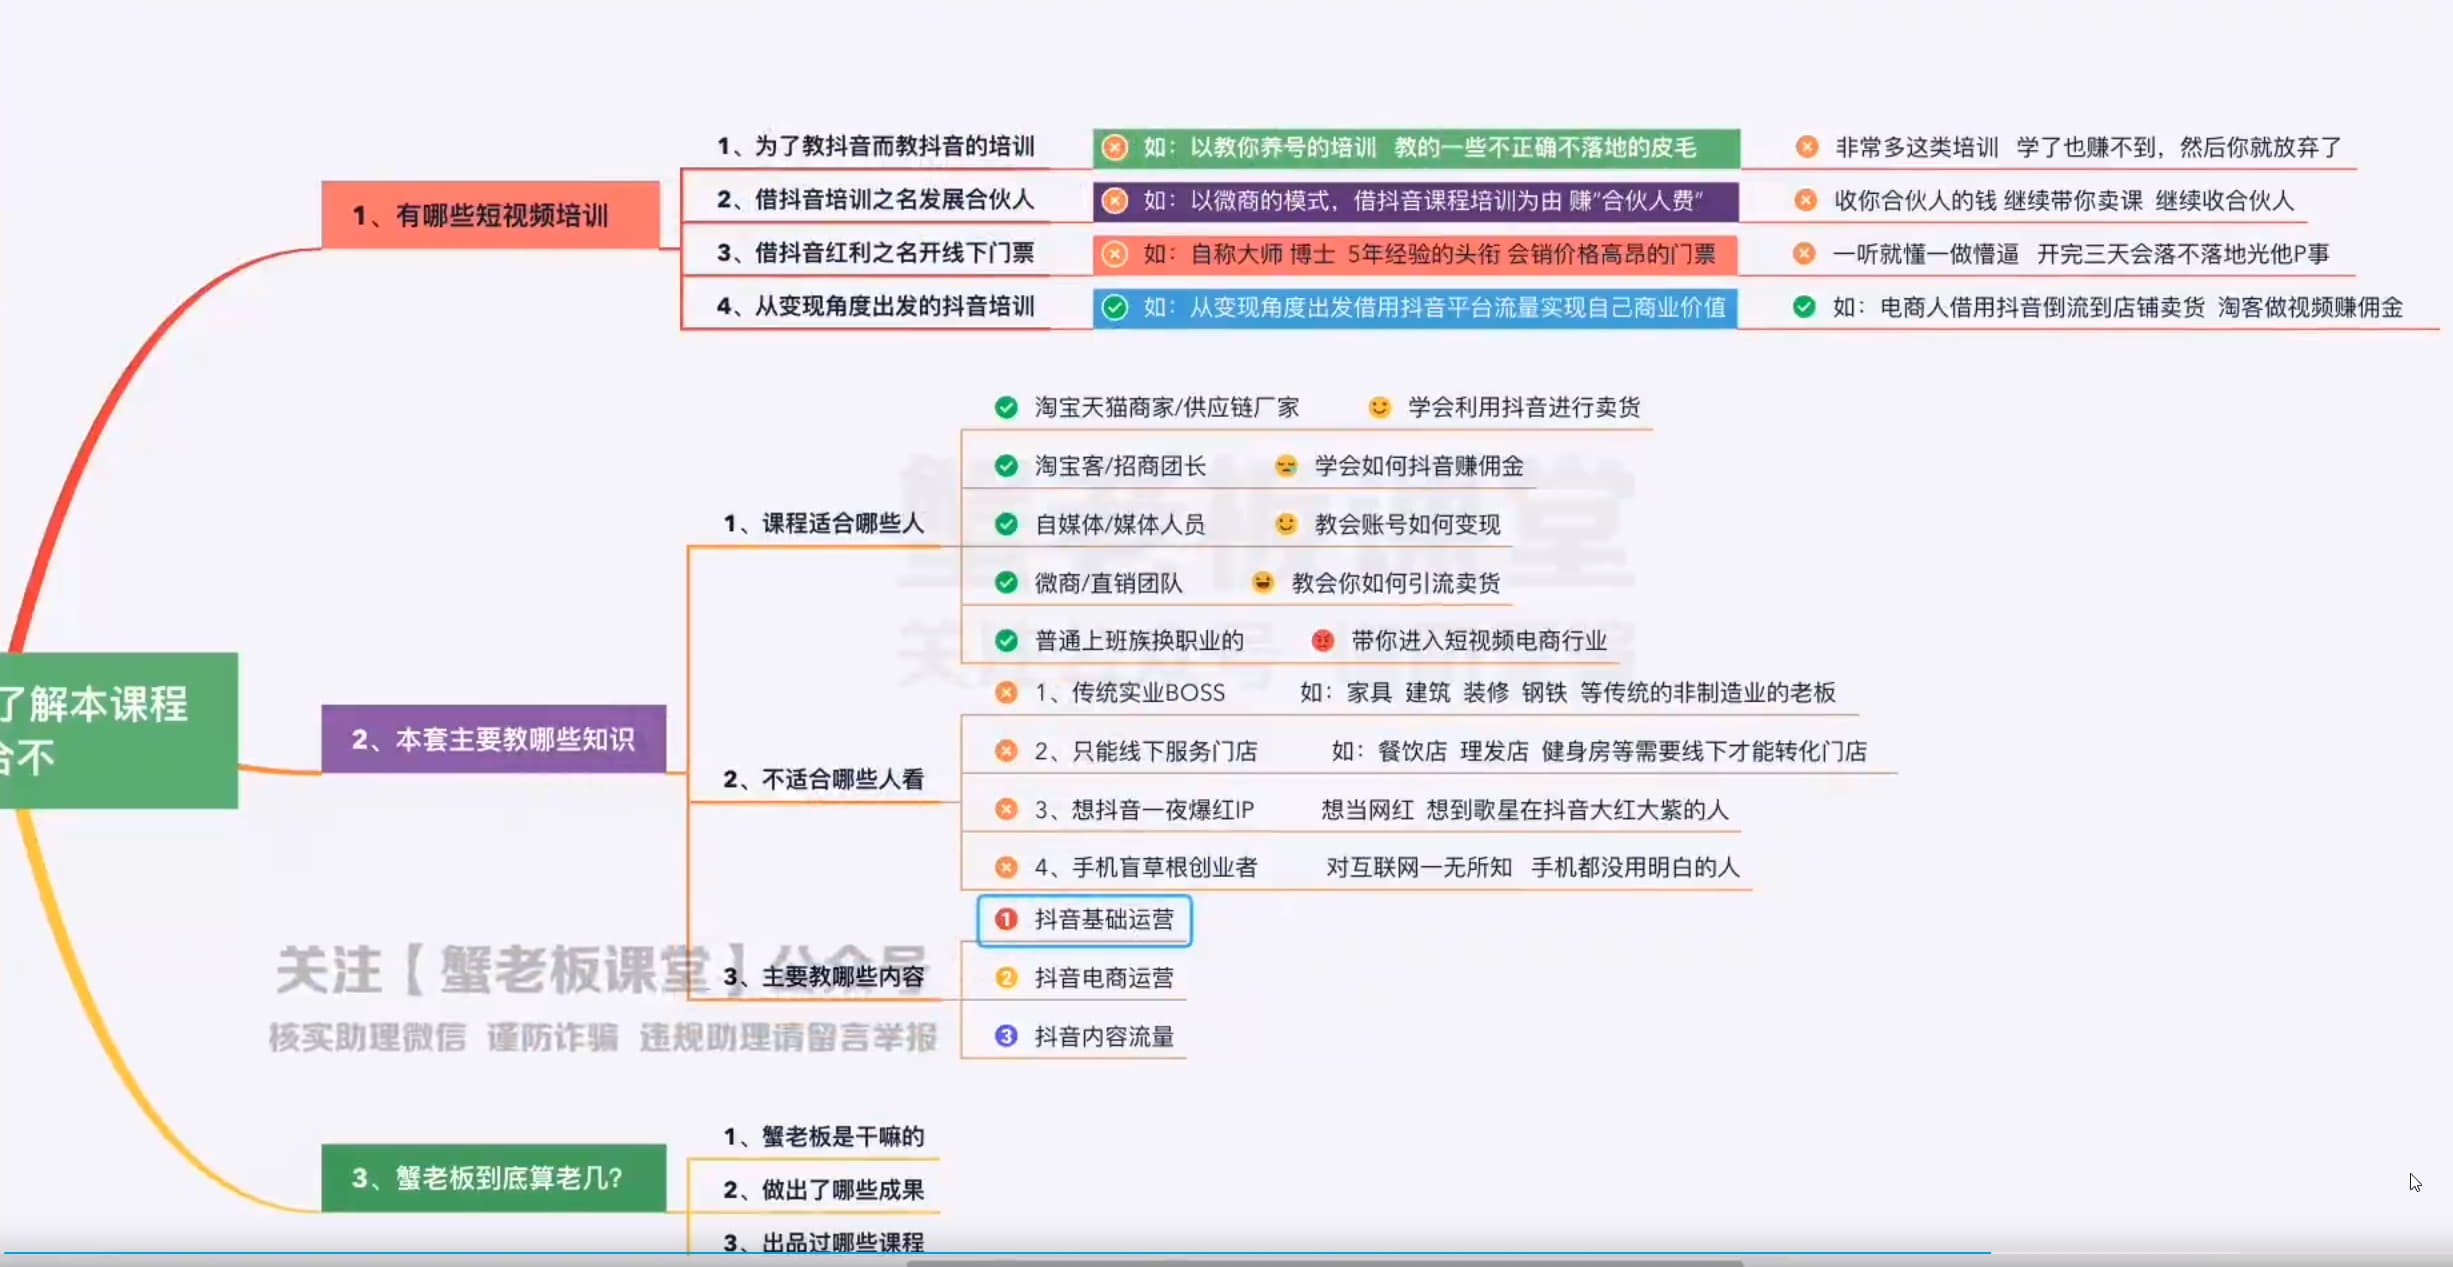 1、有哪些短视频培训
1、为了教抖音而教抖音的培训
如：以教你养号的培训 教的一些不正确不落地的皮毛
非常多这类培训 学了也赚不到，然后你就放弃了
2、借抖音培训之名发展合伙人
如：以微商的模式，借抖音课程培训为由 赚“合伙人费”
收你合伙人的钱 继续带你卖课 继续收合伙人
3、借抖音红利之名开线下门票
如：自称大师 博士 5年经验的头衔 会销价格高昂的门票
一听就懂一做懵逼 开完三天会落不落地光他P事
4、从变现角度出发的抖音培训
如：从变现角度出发借用抖音平台流量实现自己商业价值
如：电商人借用抖音倒流到店铺卖货 淘客做视频赚佣金
了解本课程
合不
2、本套主要教哪些知识
1、课程适合哪些人
淘宝天猫商家/供应链厂家
学会利用抖音进行卖货
淘宝客/招商团长
学会如何抖音赚佣金
自媒体/媒体人员
教会账号如何变现
微商/直销团队
教会你如何引流卖货
普通上班族换职业的
带你进入短视频电商行业
2、不适合哪些人看
1、传统实业BOSS
如：家具 建筑 装修 钢铁 等传统的非制造业的老板
2、只能线下服务门店
如：餐饮店 理发店 健身房等需要线下才能转化门店
3、想抖音一夜爆红IP
想当网红 想到歌星在抖音大红大紫的人
4、手机盲草根创业者
对互联网一无所知 手机都没用明白的人
3、主要教哪些内容
1 抖音基础运营
2 抖音电商运营
3 抖音内容流量
关注【蟹老板课堂】公众号
核实助理微信 谨防诈骗 违规助理请留言举报
3、蟹老板到底算老几？
1、蟹老板是干嘛的
2、做出了哪些成果
3、出品过哪些课程